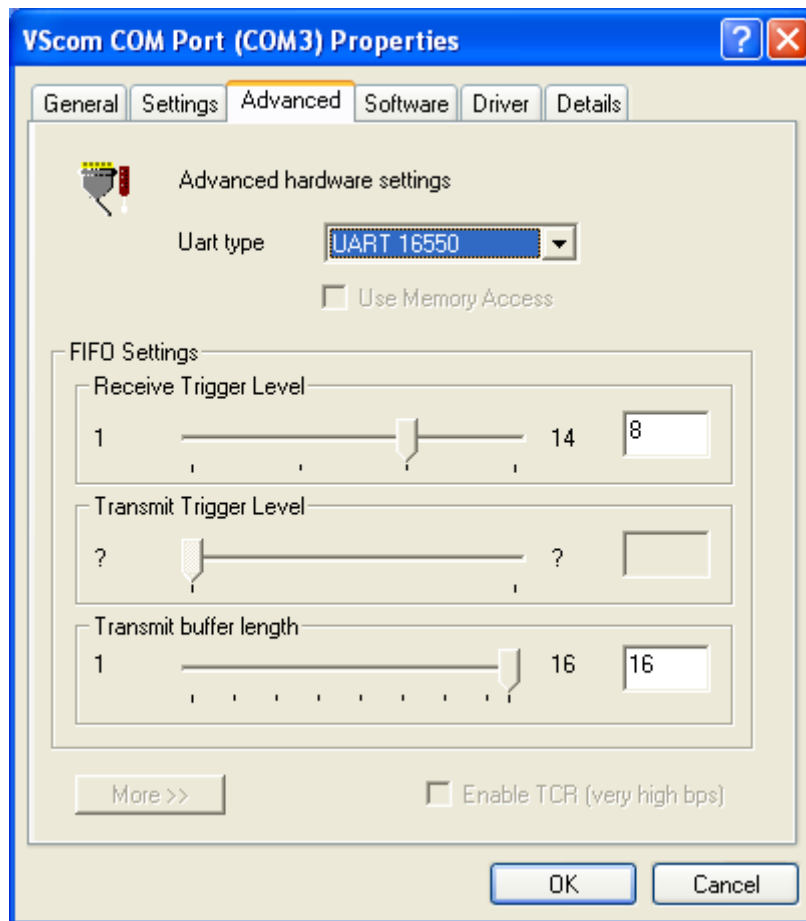 VScom COM Port (COM3) Properties
General Settings Advanced Software Driver Details
Advanced hardware settings
Uart type UART 16550
Use Memory Access
FIFO Settings
Receive Trigger Level
1 14 8
Transmit Trigger Level
? ?
Transmit buffer length
1 16 16
More >> Enable TCR (very high bps)
OK Cancel